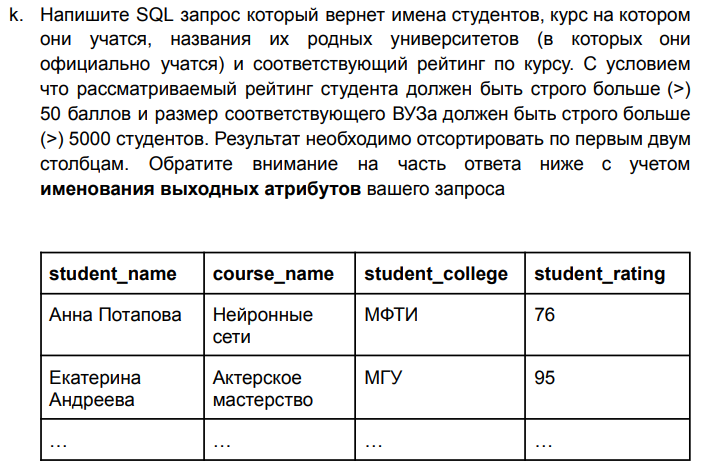 k. Напишите SQL запрос который вернет имена студентов, курс на котором
они учатся, названия их родных университетов (в которых они
официально учатся) и соответствующий рейтинг по курсу. С условием
что рассматриваемый рейтинг студента должен быть строго больше (>)
50 баллов и размер соответствующего ВУЗа должен быть строго больше
(>) 5000 студентов. Результат необходимо отсортировать по первым двум
столбцам. Обратите внимание на часть ответа ниже с учетом
именования выходных атрибутов вашего запроса
student_name course_name student_college student_rating
Анна Потапова Нейронные МФТИ 76
сети
Екатерина Актерское МГУ 95
Андреева мастерство
… … … …